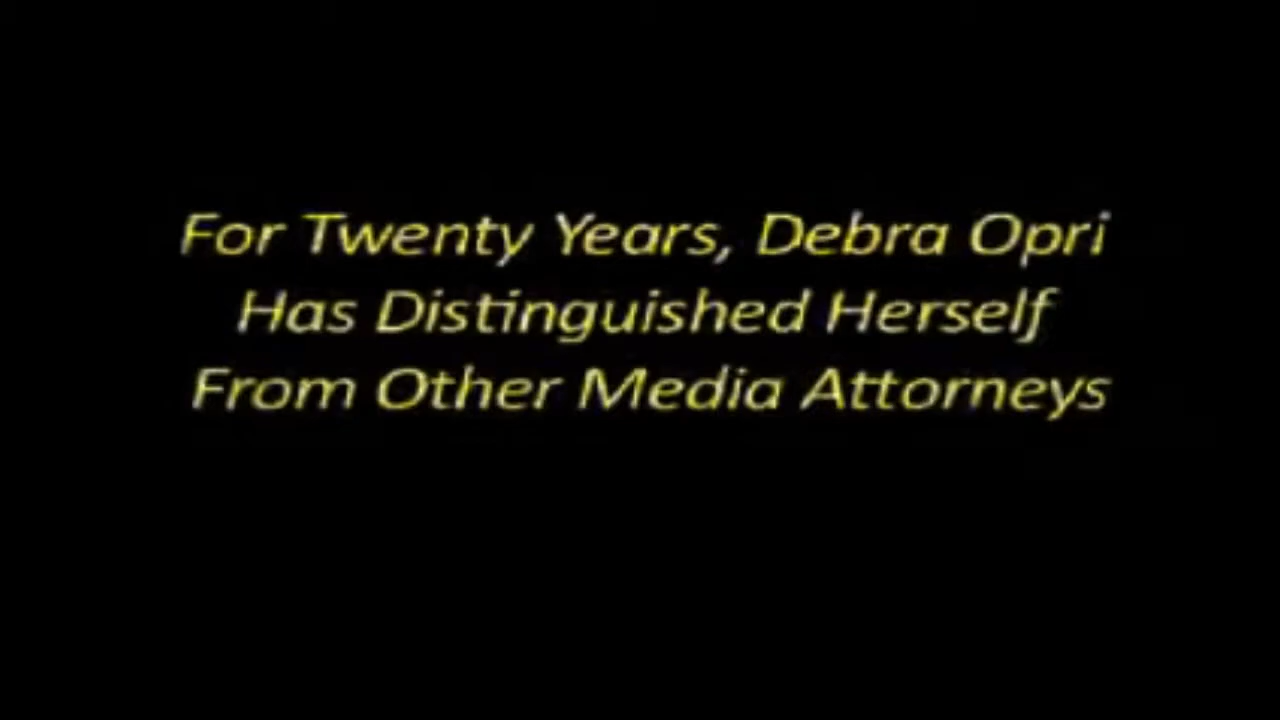 For Twenty Years, Debra Opri
Has Distinguished Herself
From Other Media Attorneys